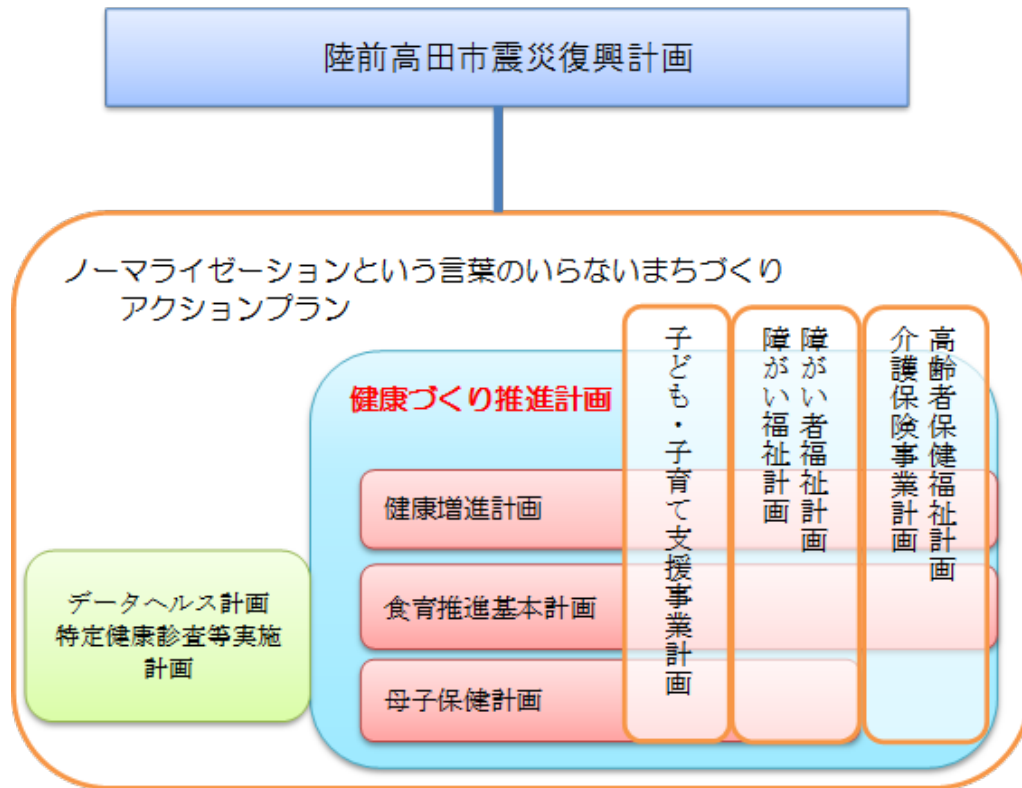 陸前高田市震災復興計画
ノーマライゼーションという言葉のいらないまちづくり
アクションプラン
健康づくり推進計画
健康増進計画
食育推進基本計画
母子保健計画
データヘルス計画
特定健康診査等実施
計画
子ども・子育て支援事業計画
障がい者福祉計画
障がい福祉計画
高齢者保健福祉計画
介護保険事業計画